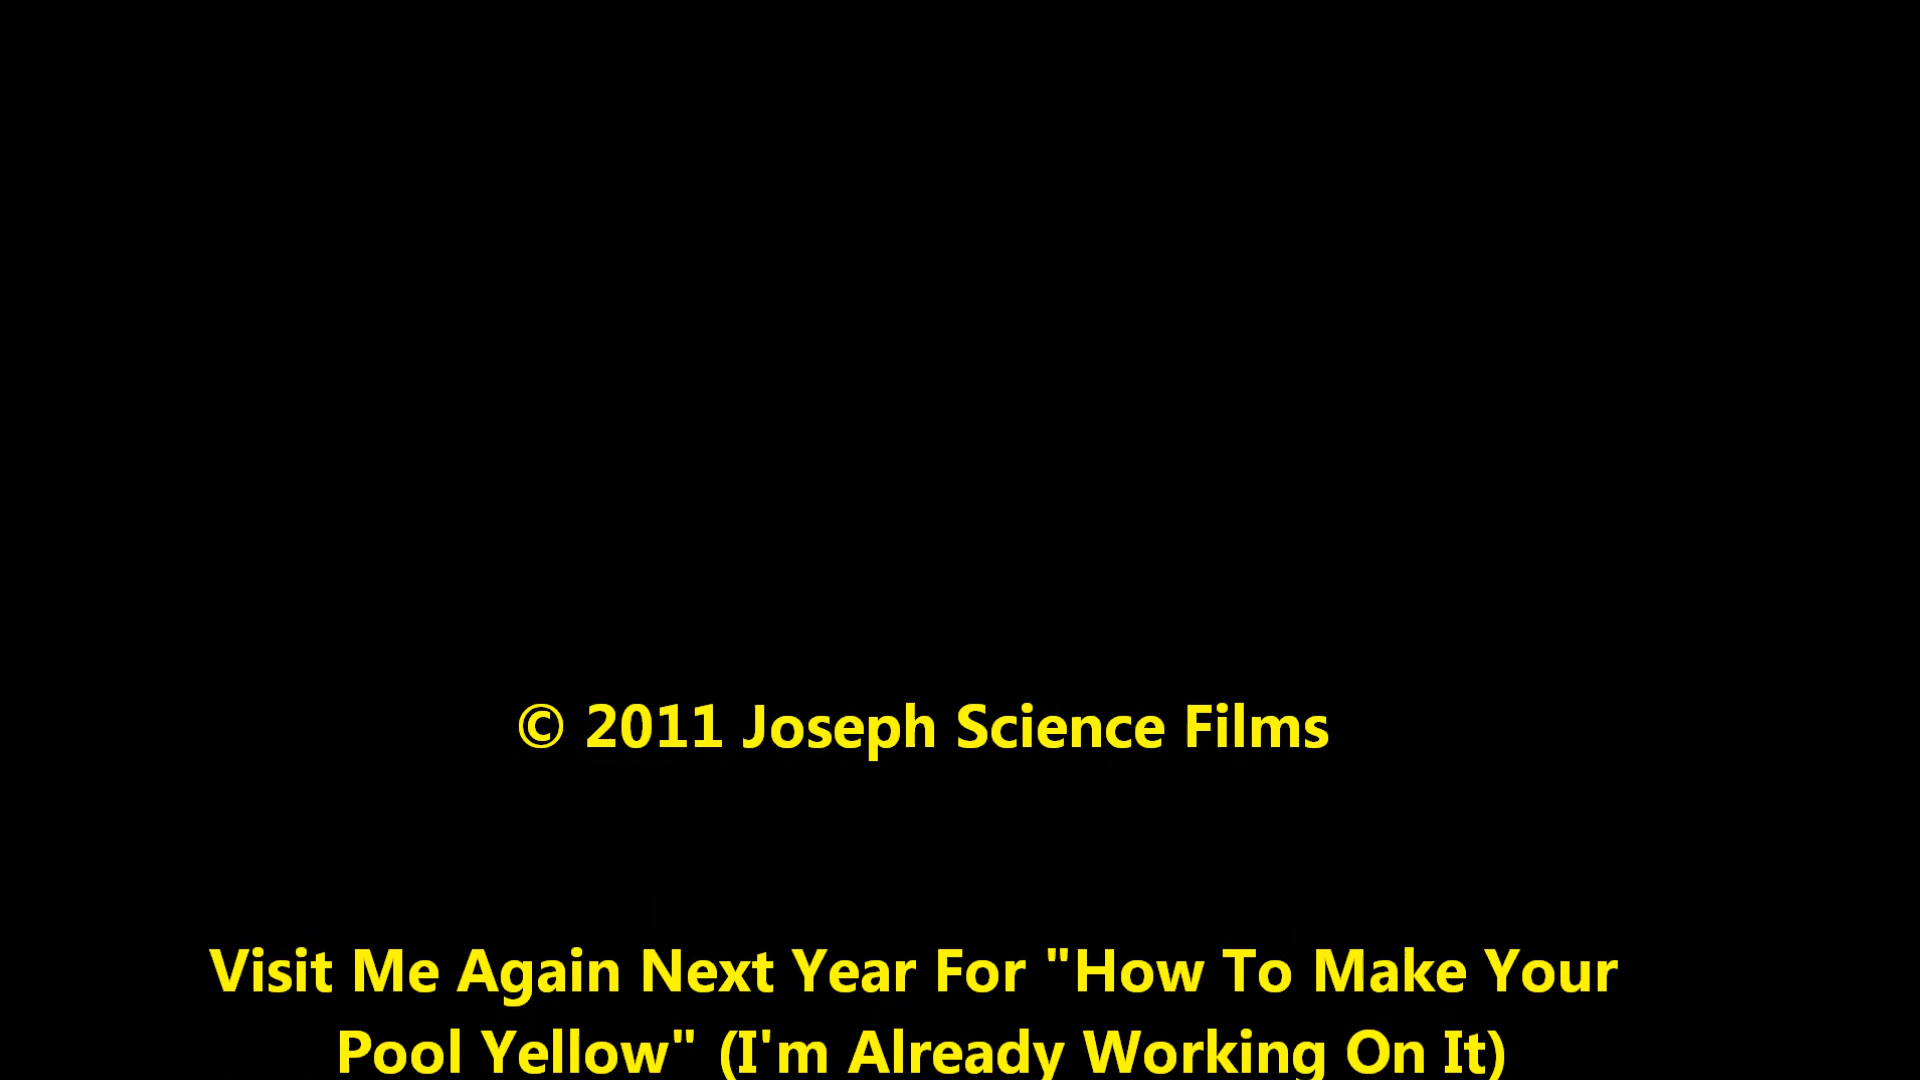 © 2011 Joseph Science Films
Visit Me Again Next Year For "How To Make Your
Pool Yellow" (I'm Already Working On It)